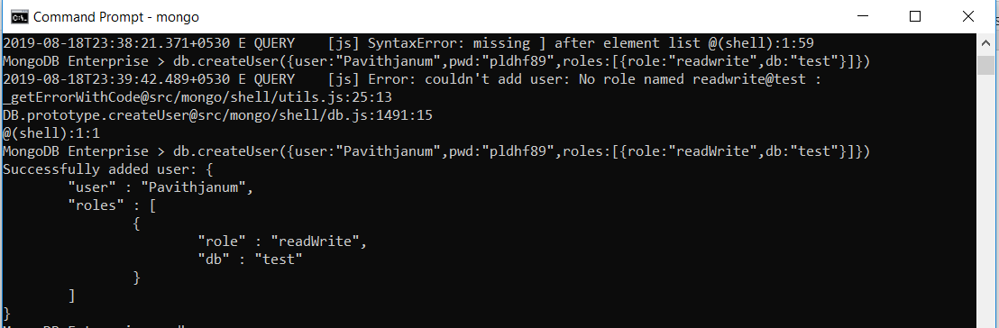 Command Prompt - mongo
2019-08-18T23:38:21.371+0530 E QUERY    [js] SyntaxError: missing ] after element list @(shell):1:59
MongoDB Enterprise > db.createUser({user:"Pavithjanum",pwd:"pldhf89",roles:[{role:"readwrite",db:"test"}]})
2019-08-18T23:39:42.489+0530 E QUERY    [js] Error: couldn't add user: No role named readwrite@test :
_getErrorWithCode@src/mongo/shell/utils.js:25:13
DB.prototype.createUser@src/mongo/shell/db.js:1491:15
@(shell):1:1
MongoDB Enterprise > db.createUser({user:"Pavithjanum",pwd:"pldhf89",roles:[{role:"readWrite",db:"test"}]})
Successfully added user: {
        "user" : "Pavithjanum",
        "roles" : [
                {
                        "role" : "readWrite",
                        "db" : "test"
                }
        ]
}